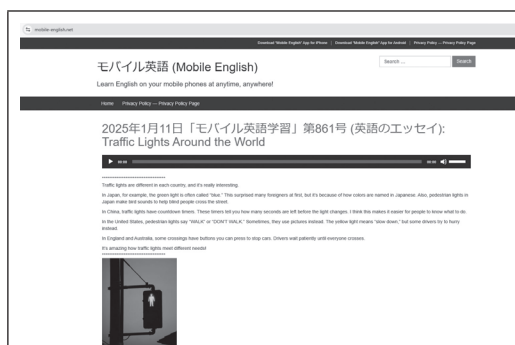 mobile-english.net
Download "Mobile English" App for iPhone | Download "Mobile English" App for Android | Privacy Policy — Privacy Policy Page
モバイル英語 (Mobile English)
Search …
Search
Learn English on your mobile phones at anytime, anywhere!
Home Privacy Policy — Privacy Policy Page
2025年1月11日「モバイル英語学習」第861号 (英語のエッセイ):
Traffic Lights Around the World
00:00 00:00
Traffic lights are different in each country, and it's really interesting.
In Japan, for example, the green light is often called "blue." This surprised many foreigners at first, but it's because of how colors are named in Japanese. Also, pedestrian lights in
Japan make bird sounds to help blind people cross the street.
In China, traffic lights have countdown timers. These timers tell you how many seconds are left before the light changes. I think this makes it easier for people to know what to do.
In the United States, pedestrian lights say "WALK" or "DON'T WALK." Sometimes, they use pictures instead. The yellow light means "slow down," but some drivers try to hurry
instead.
In England and Australia, some crossings have buttons you can press to stop cars. Drivers wait patiently until everyone crosses.
It's amazing how traffic lights meet different needs!